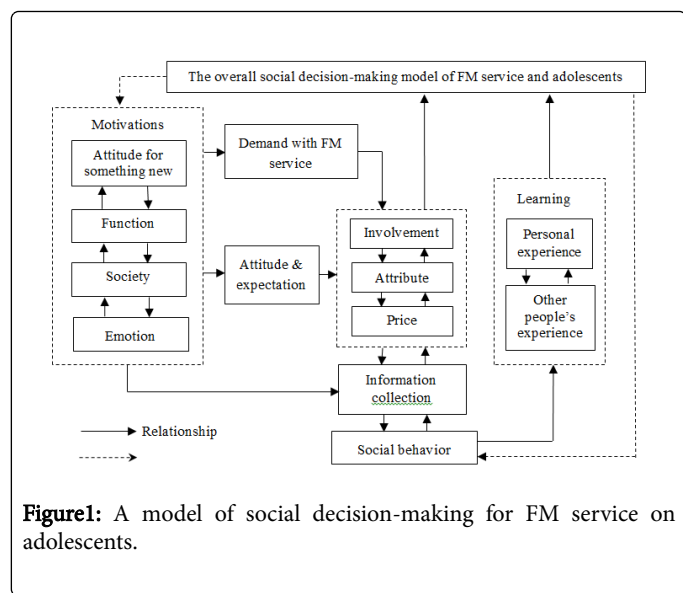 The overall social decision-making model of FM service and adolescents
Motivations
Attitude for
something new
Function
Society
Emotion
Demand with FM
service
Attitude &
expectation
Involvement
Attribute
Price
Information
collection
Social behavior
Learning
Personal
experience
Other
people's
experience
Relationship
Figure1: A model of social decision-making for FM service on
adolescents.